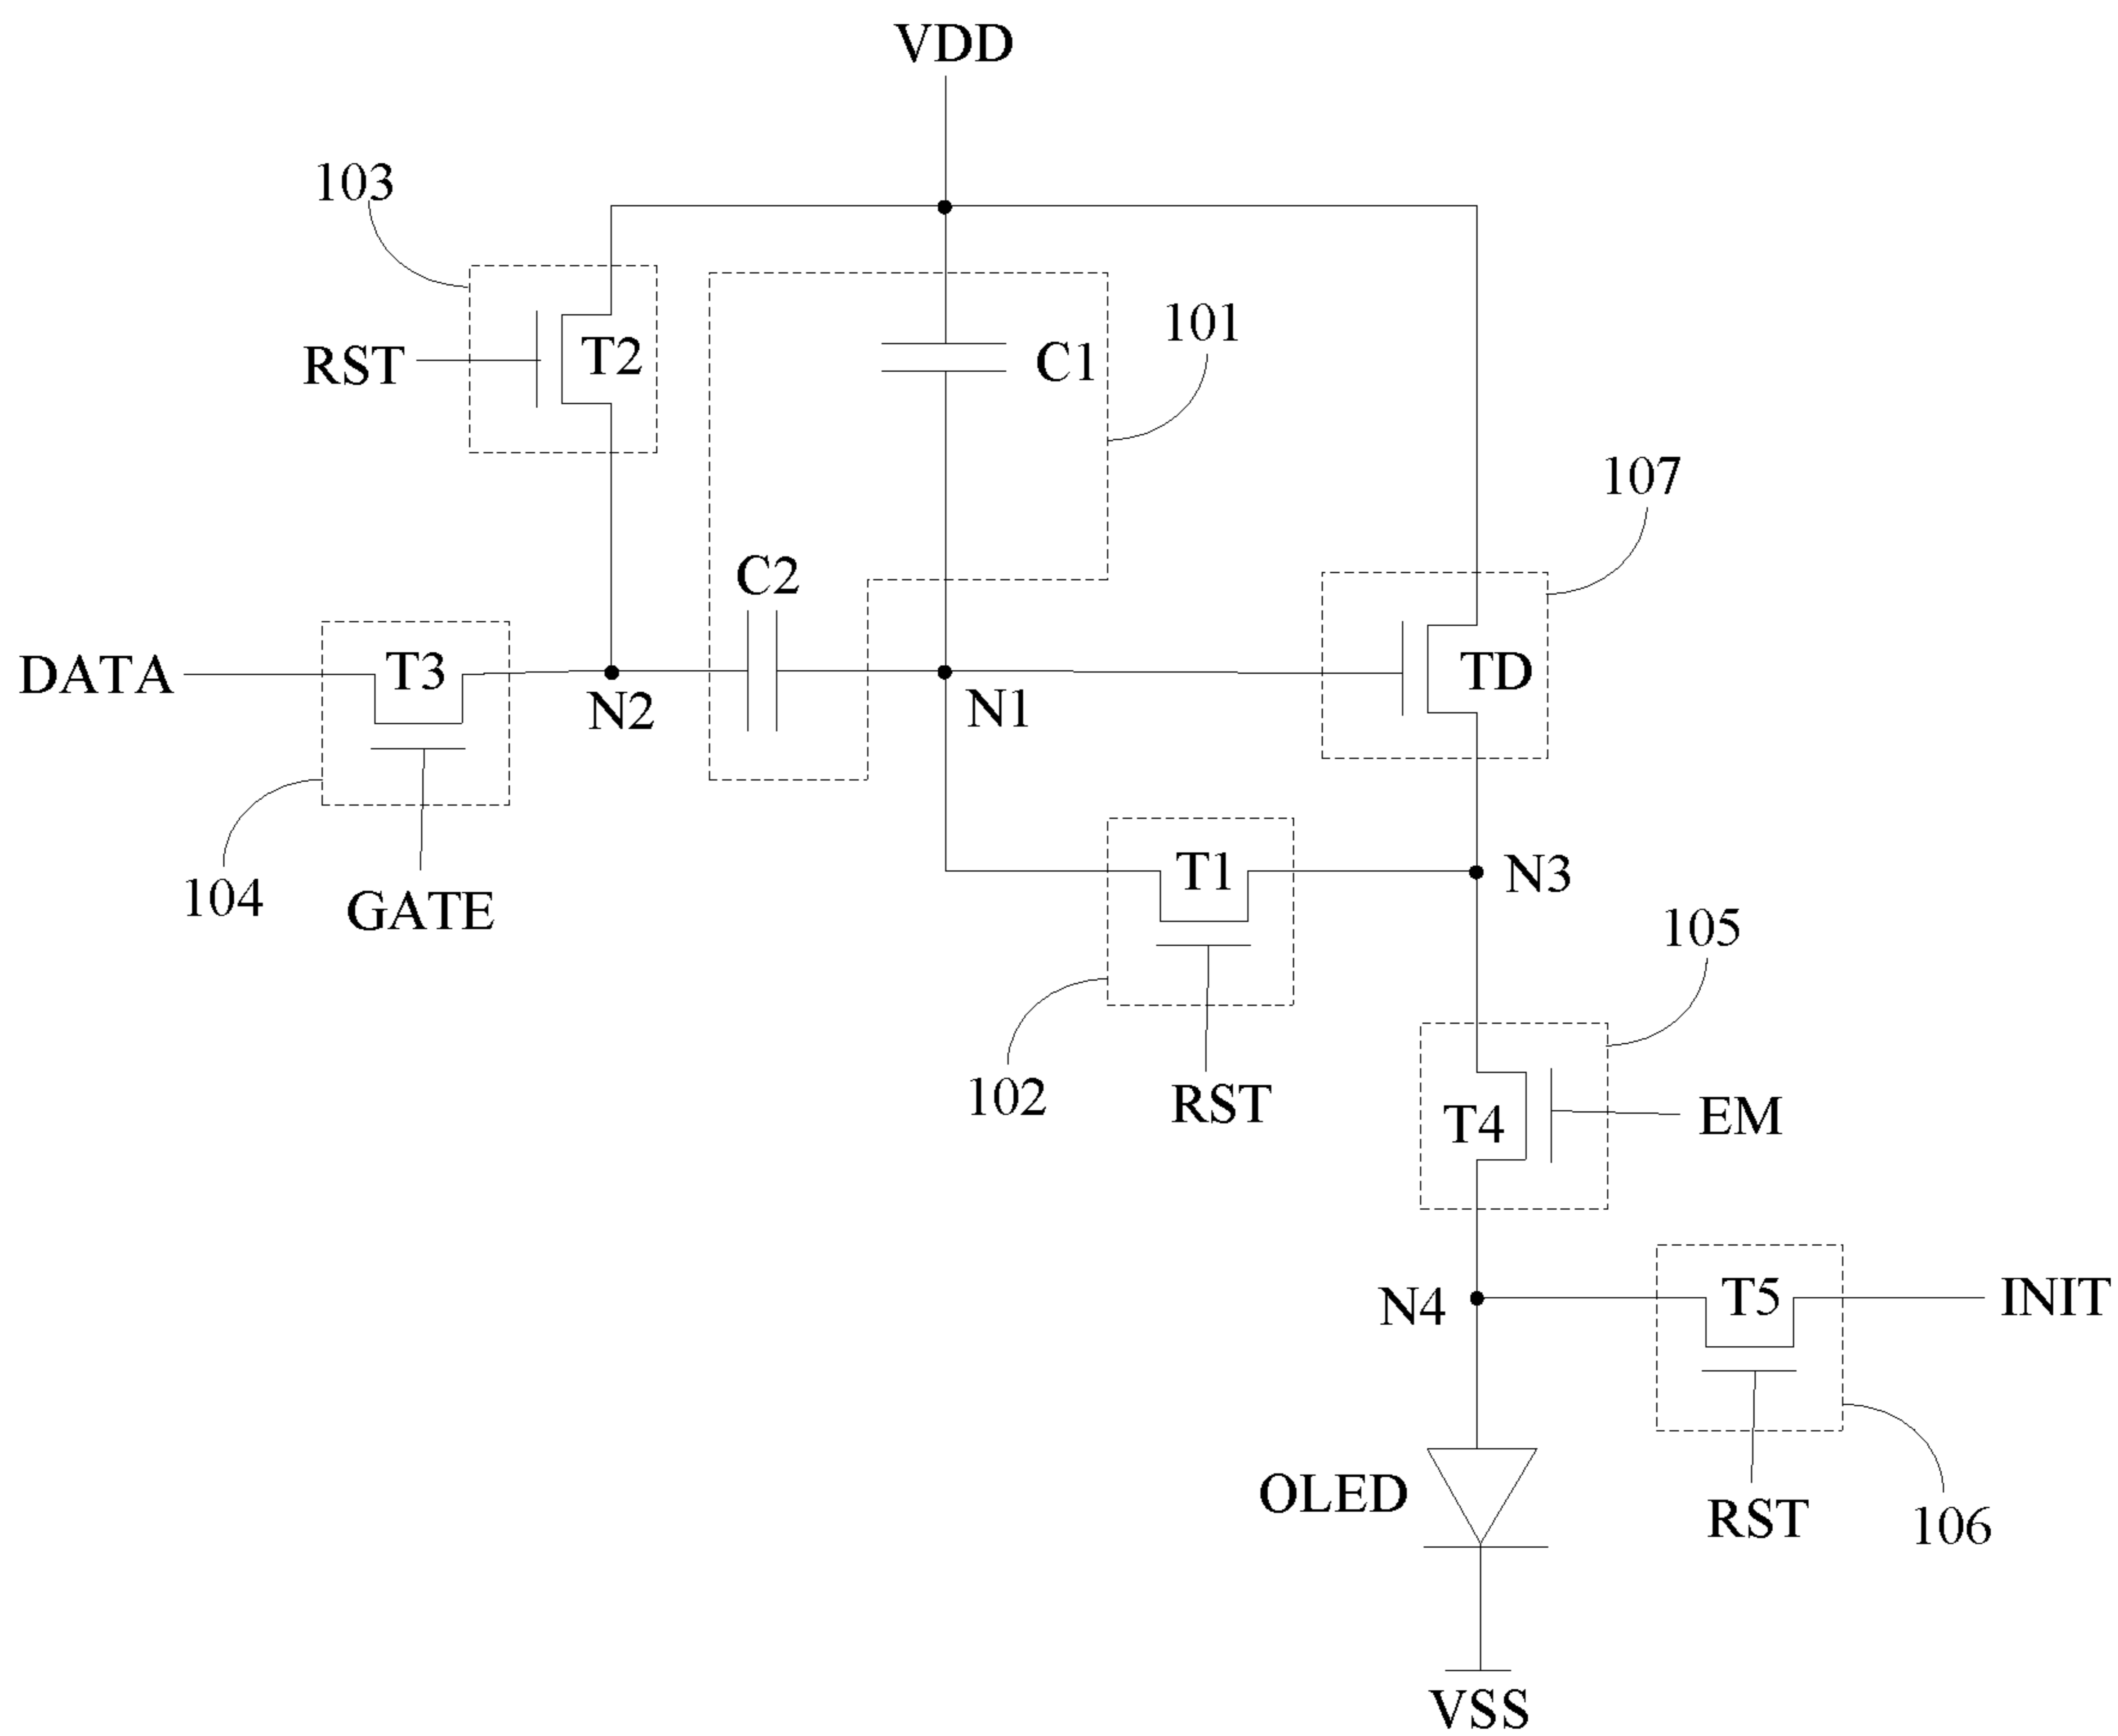 VDD
103
101
C1
T2
RST
107
C2
T3
DATA
N2
N1
TD
T1
N3
104
GATE
105
102
RST
T4
EM
N4
T5
INIT
OLED
RST
106
VSS